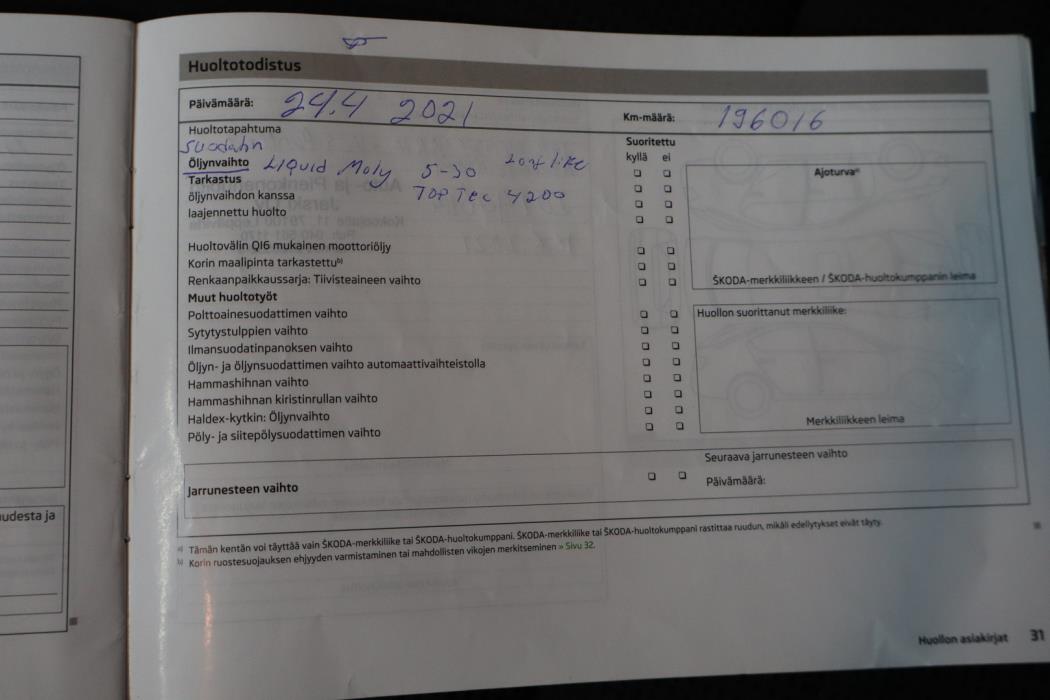 Huoltotodistus
Päivämäärä: 24.4 2021 Km-määrä: 196016
Huoltotapahtuma Suoritettu
kyllä ei
Öljynvaihto LIQuid Moly 5-30
Tarkastus Ajoturvaᵃ⁾
öljynvaihdon kanssa TOP Tec 4200
laajennettu huolto
Huoltovälin QI6 mukainen moottoriöljy
Korin maalipinta tarkastettuᵇ⁾
Renkaanpaikkaussarja: Tiivisteaineen vaihto ŠKODA-merkkiliikkeen / ŠKODA-huoltokumppanin leima
Muut huoltotyöt
Polttoainesuodattimen vaihto Huollon suorittanut merkkiliike:
Sytytystulppien vaihto
Ilmansuodatinpanoksen vaihto
Öljyn- ja öljynsuodattimen vaihto automaattivaihteistolla
Hammashihnan vaihto
Hammashihnan kiristinrullan vaihto
Haldex-kytkin: Öljynvaihto Merkkiliikkeen leima
Pöly- ja siitepölysuodattimen vaihto
Seuraava jarrunesteen vaihto
Jarrunesteen vaihto Päivämäärä:
udesta ja
ᵃ⁾ Tämän kentän voi täyttää vain ŠKODA-merkkiliike tai ŠKODA-huoltokumppani. ŠKODA-merkkiliike tai ŠKODA-huoltokumppani rastittaa ruudun, mikäli edellytykset eivät täyty.
ᵇ⁾ Korin ruostesuojauksen ehjyyden varmistaminen tai mahdollisten vikojen merkitseminen » Sivu 32.
Huollon asiakirjat 31